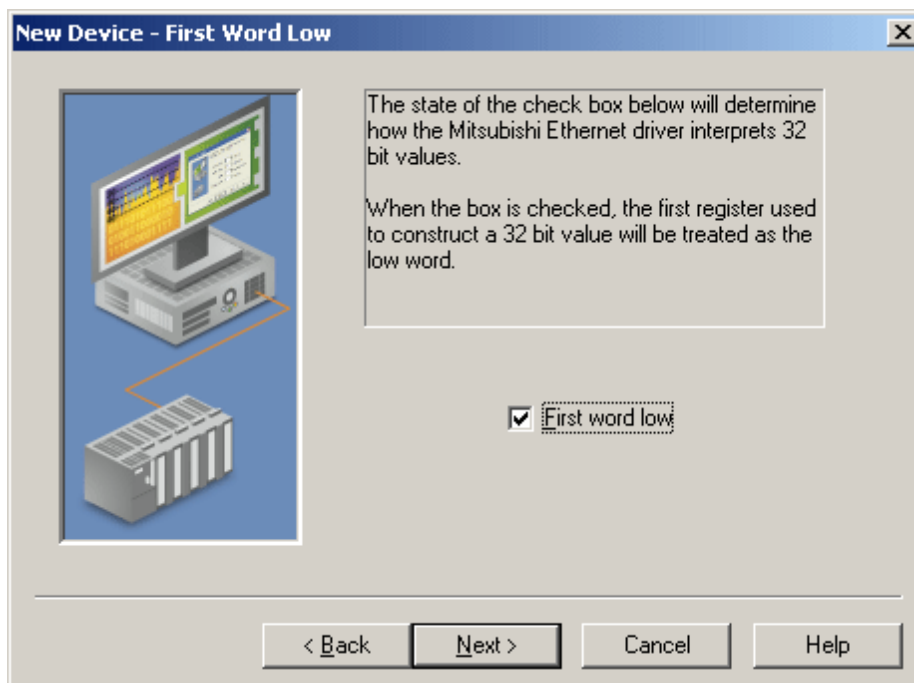 New Device - First Word Low
The state of the check box below will determine
how the Mitsubishi Ethernet driver interprets 32
bit values.
When the box is checked, the first register used
to construct a 32 bit value will be treated as the
low word.
First word low
< Back
Next >
Cancel
Help